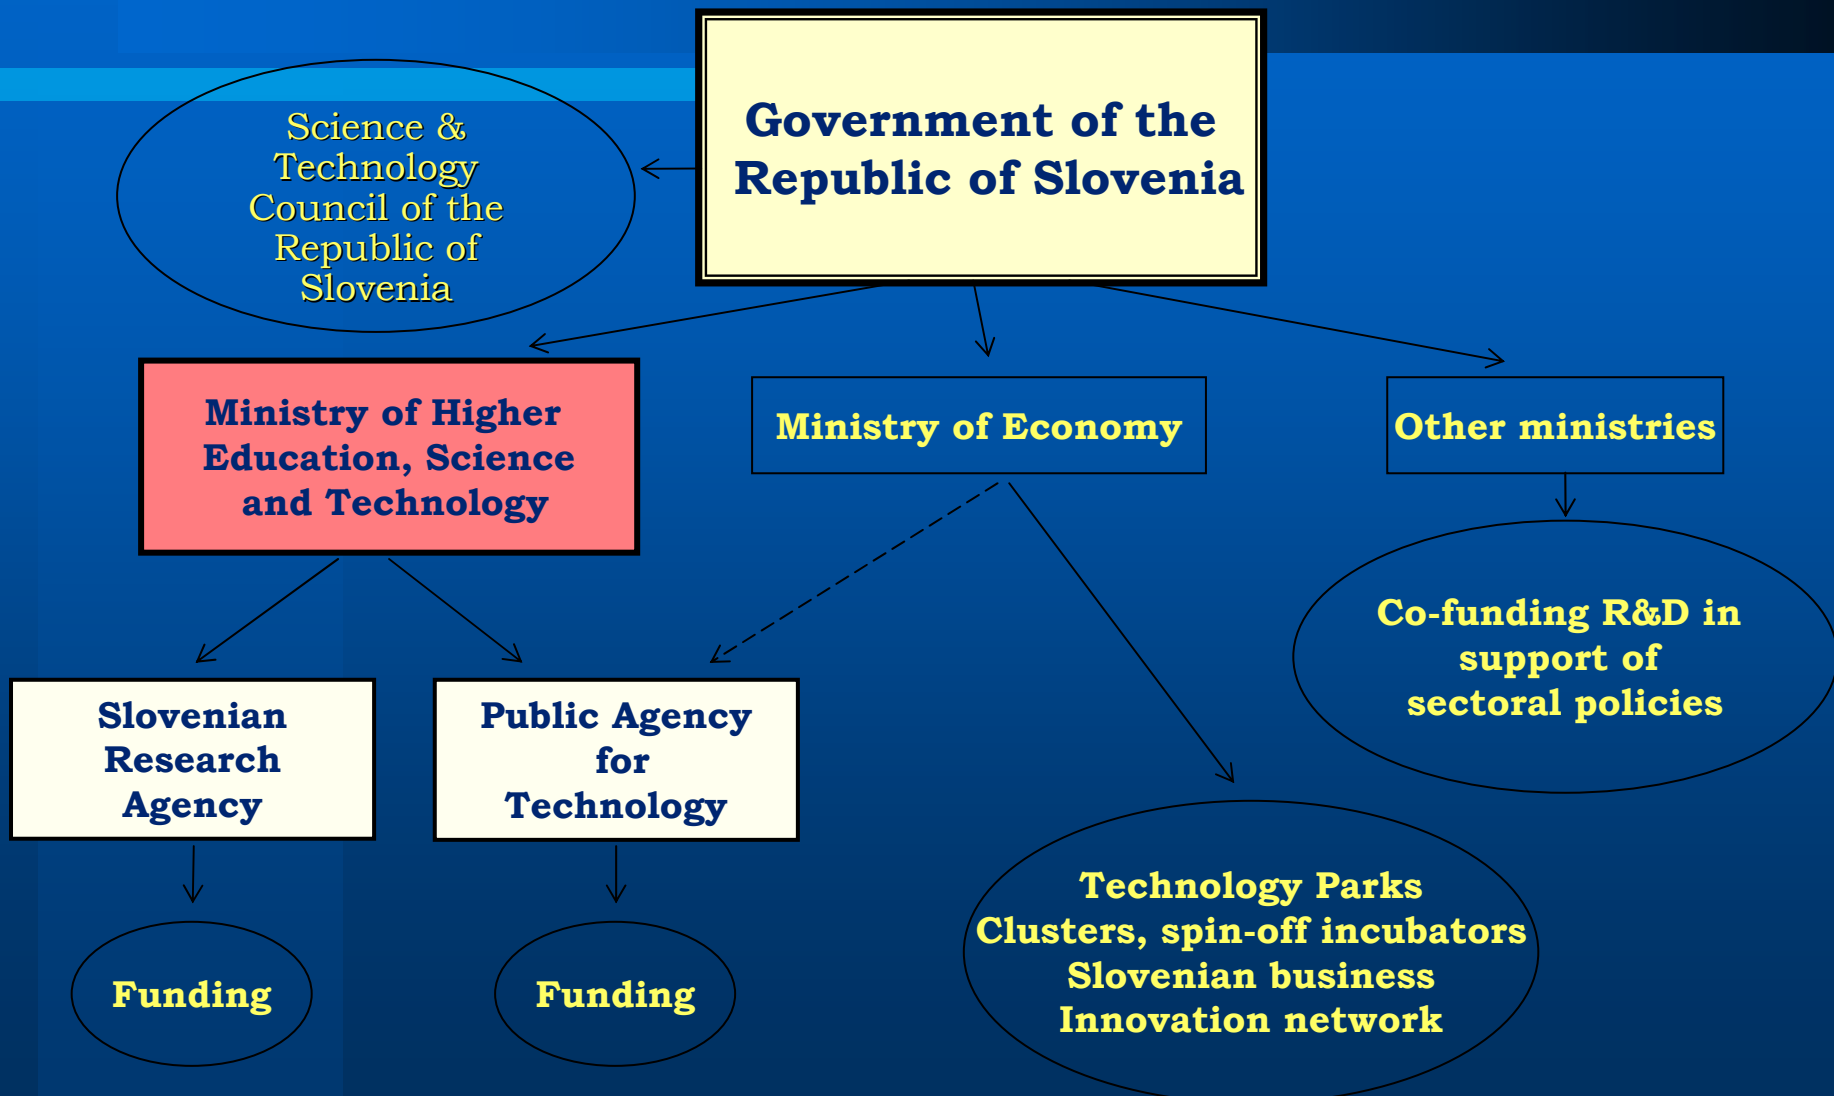 Government of the
Republic of Slovenia
Science &
Technology
Council of the
Republic of
Slovenia
Ministry of Higher
Education, Science
and Technology
Ministry of Economy
Other ministries
Co-funding R&D in
support of
sectoral policies
Slovenian
Research
Agency
Public Agency
for
Technology
Technology Parks
Clusters, spin-off incubators
Slovenian business
Innovation network
Funding
Funding